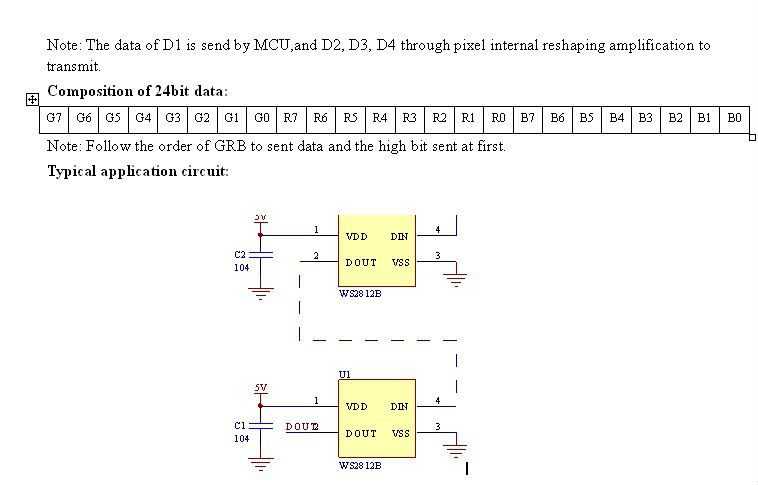 Note: The data of D1 is send by MCU,and D2, D3, D4 through pixel internal reshaping amplification to
transmit.
Composition of 24bit data:
G7 G6 G5 G4 G3 G2 G1 G0 R7 R6 R5 R4 R3 R2 R1 R0 B7 B6 B5 B4 B3 B2 B1 B0
Note: Follow the order of GRB to sent data and the high bit sent at first.
Typical application circuit:
5V
1 VDD DIN 4
C2 2 DOUT VSS 3
104
WS2812B
U1
5V
1 VDD DIN 4
C1 DOUT 2 DOUT VSS 3
104
WS2812B